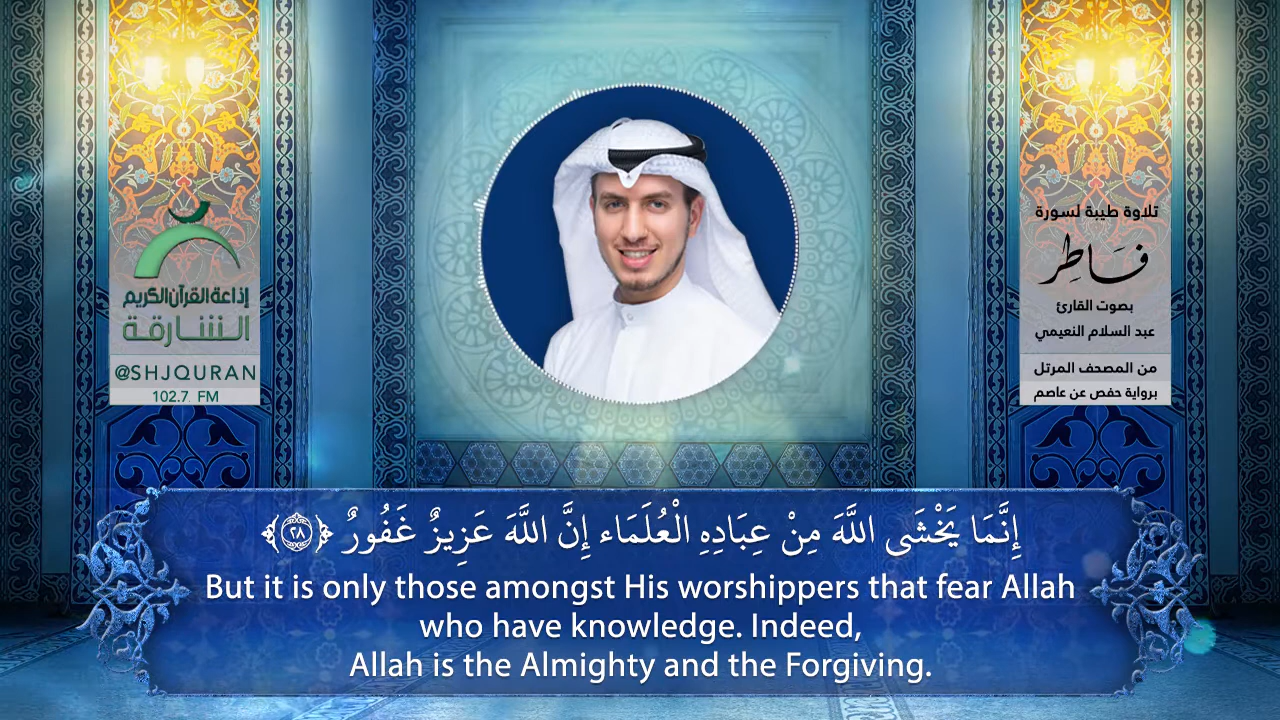 إذاعة القرآن الكريم
الشارقة
@SHJQURAN
102.7 FM
تلاوة طيبة لسورة
فَاطِر
بصوت القارئ
عبد السلام النعيمي
من المصحف المرتل
برواية حفص عن عاصم
إِنَّمَا يَخْشَى اللَّهَ مِنْ عِبَادِهِ الْعُلَمَاء إِنَّ اللَّهَ عَزِيزٌ غَفُورٌ ﴿٢٨﴾
But it is only those amongst His worshippers that fear Allah
who have knowledge. Indeed,
Allah is the Almighty and the Forgiving.